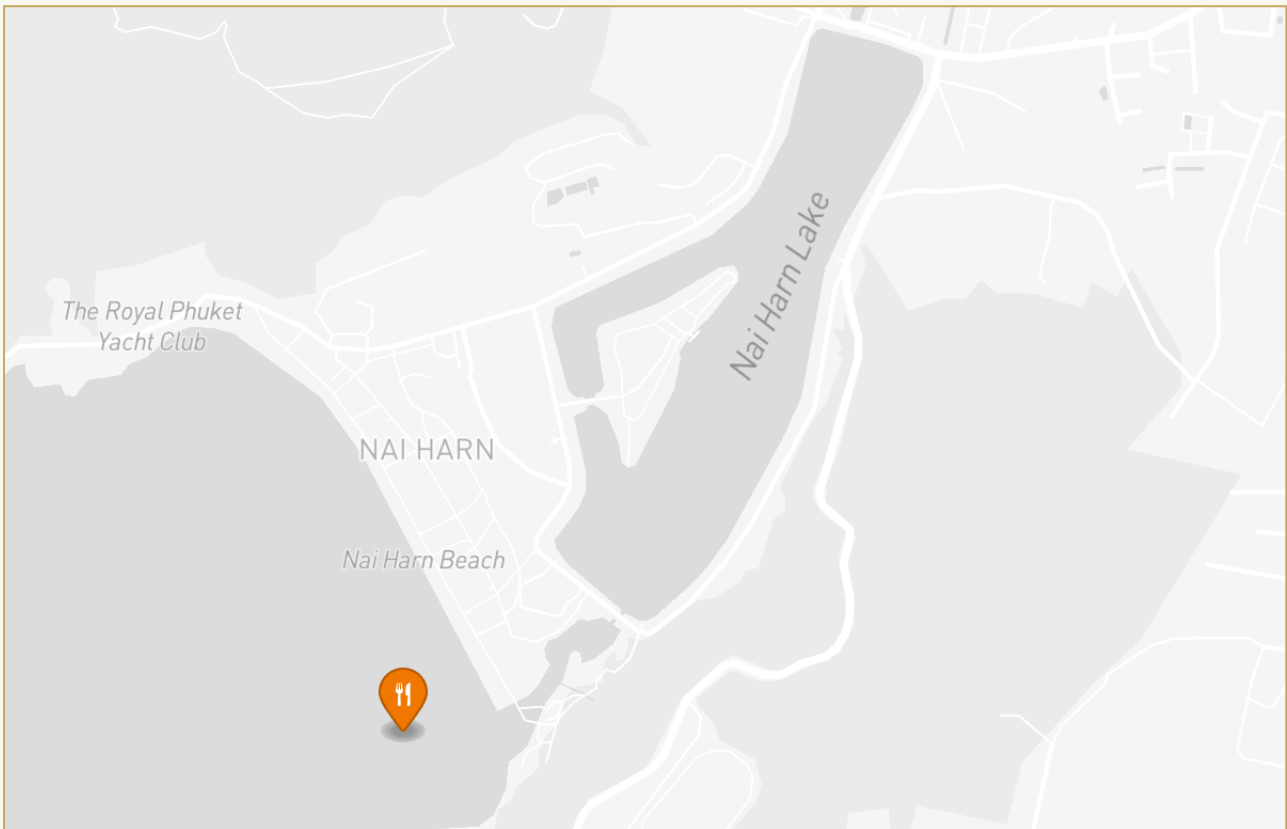 The Royal Phuket
Yacht Club
Nai Harn Lake
NAI HARN
Nai Harn Beach